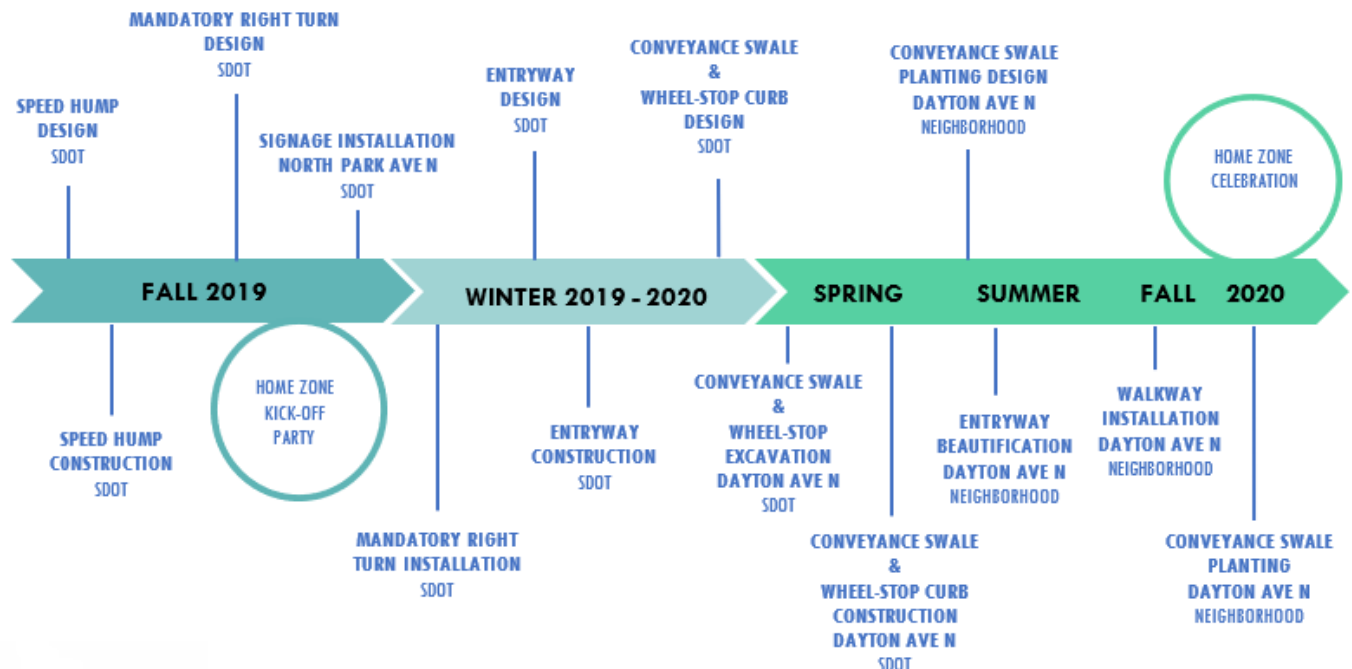 MANDATORY RIGHT TURN
DESIGN
SDOT
SPEED HUMP
DESIGN
SDOT
SIGNAGE INSTALLATION
NORTH PARK AVE N
SDOT
ENTRYWAY
DESIGN
SDOT
CONVEYANCE SWALE
&
WHEEL-STOP CURB
DESIGN
SDOT
CONVEYANCE SWALE
PLANTING DESIGN
DAYTON AVE N
NEIGHBORHOOD
HOME ZONE
CELEBRATION
FALL 2019
WINTER 2019 - 2020
SPRING SUMMER FALL 2020
SPEED HUMP
CONSTRUCTION
SDOT
HOME ZONE
KICK-OFF
PARTY
MANDATORY RIGHT
TURN INSTALLATION
SDOT
ENTRYWAY
CONSTRUCTION
SDOT
CONVEYANCE SWALE
&
WHEEL-STOP
EXCAVATION
DAYTON AVE N
SDOT
CONVEYANCE SWALE
&
WHEEL-STOP CURB
CONSTRUCTION
DAYTON AVE N
SDOT
ENTRYWAY
BEAUTIFICATION
DAYTON AVE N
NEIGHBORHOOD
WALKWAY
INSTALLATION
DAYTON AVE N
NEIGHBORHOOD
CONVEYANCE SWALE
PLANTING
DAYTON AVE N
NEIGHBORHOOD